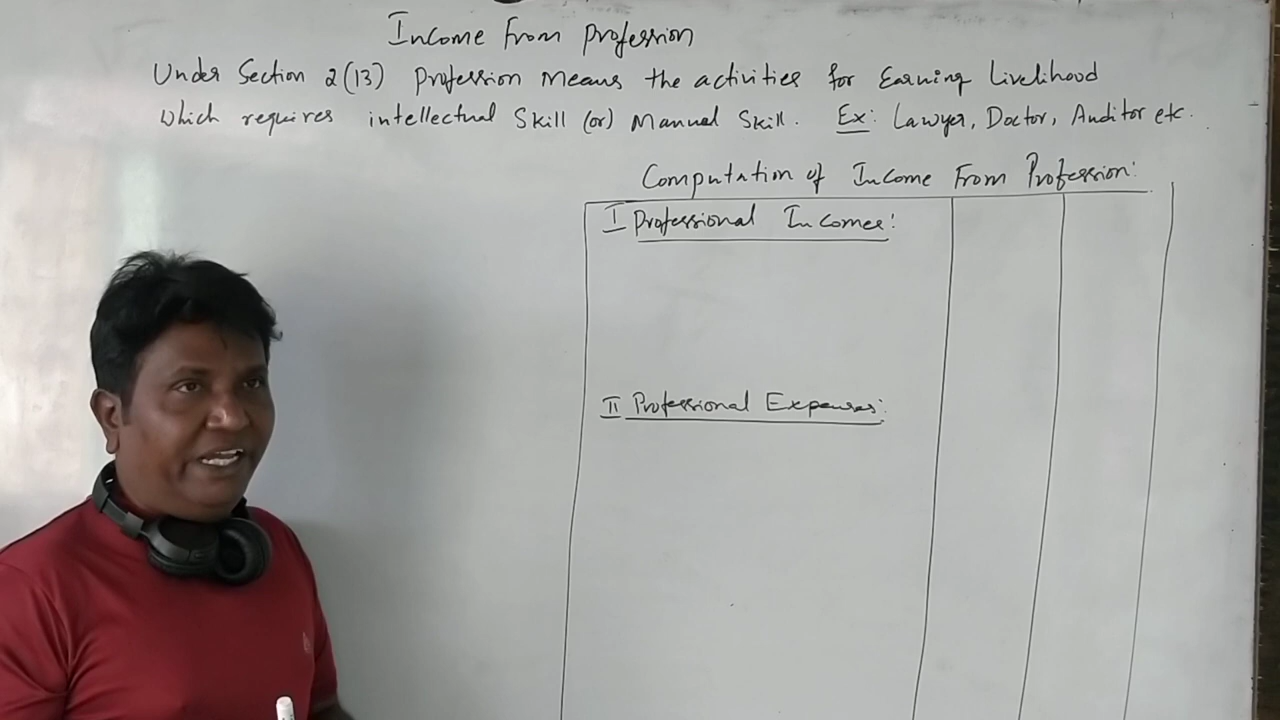 Income From Profession
Under Section 2(13) Profession Means the activities for Earning Livelihood
Which requires intellectual Skill (or) Manual Skill. Ex: Lawyer, Doctor, Auditor etc.
Computation of Income From Profession:
I Professional Incomes:
II Professional Expenses: